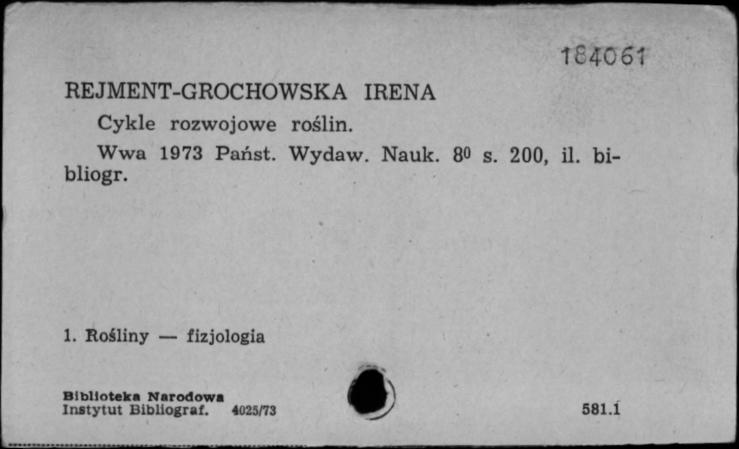 184061
REJMENT-GROCHOWSKA IRENA
Cykle rozwojowe roślin.
Wwa 1973 Państ. Wydaw. Nauk. 8⁰ s. 200, il. bi-
bliogr.
1. Rośliny — fizjologia
Biblioteka Narodowa
Instytut Bibliograf. 4025/73
581.1